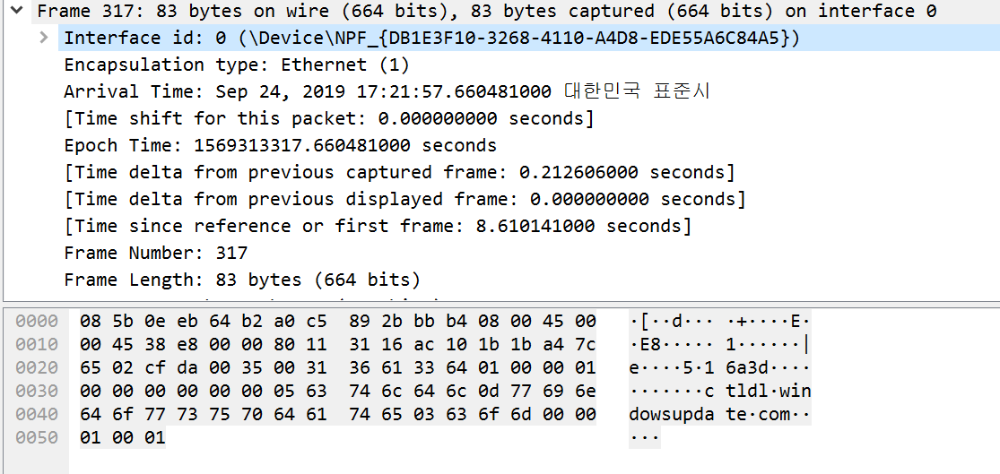 Frame 317: 83 bytes on wire (664 bits), 83 bytes captured (664 bits) on interface 0
Interface id: 0 (\Device\NPF_{DB1E3F10-3268-4110-A4D8-EDE55A6C84A5})
Encapsulation type: Ethernet (1)
Arrival Time: Sep 24, 2019 17:21:57.660481000 대한민국 표준시
[Time shift for this packet: 0.000000000 seconds]
Epoch Time: 1569313317.660481000 seconds
[Time delta from previous captured frame: 0.212606000 seconds]
[Time delta from previous displayed frame: 0.000000000 seconds]
[Time since reference or first frame: 8.610141000 seconds]
Frame Number: 317
Frame Length: 83 bytes (664 bits)
0000 08 5b 0e eb 64 b2 a0 c5 89 2b bb b4 08 00 45 00 ·[··d··· ·+····E·
0010 00 45 38 e8 00 00 80 11 31 16 ac 10 1b 1b a4 7c ·E8····· 1······|
0020 65 02 cf da 00 35 00 31 36 61 33 64 01 00 00 01 e····5·1 6a3d····
0030 00 00 00 00 00 00 05 63 74 6c 64 6c 0d 77 69 6e ·······c tldl·win
0040 64 6f 77 73 75 70 64 61 74 65 03 63 6f 6d 00 00 dowsupda te·com··
0050 01 00 01 ···